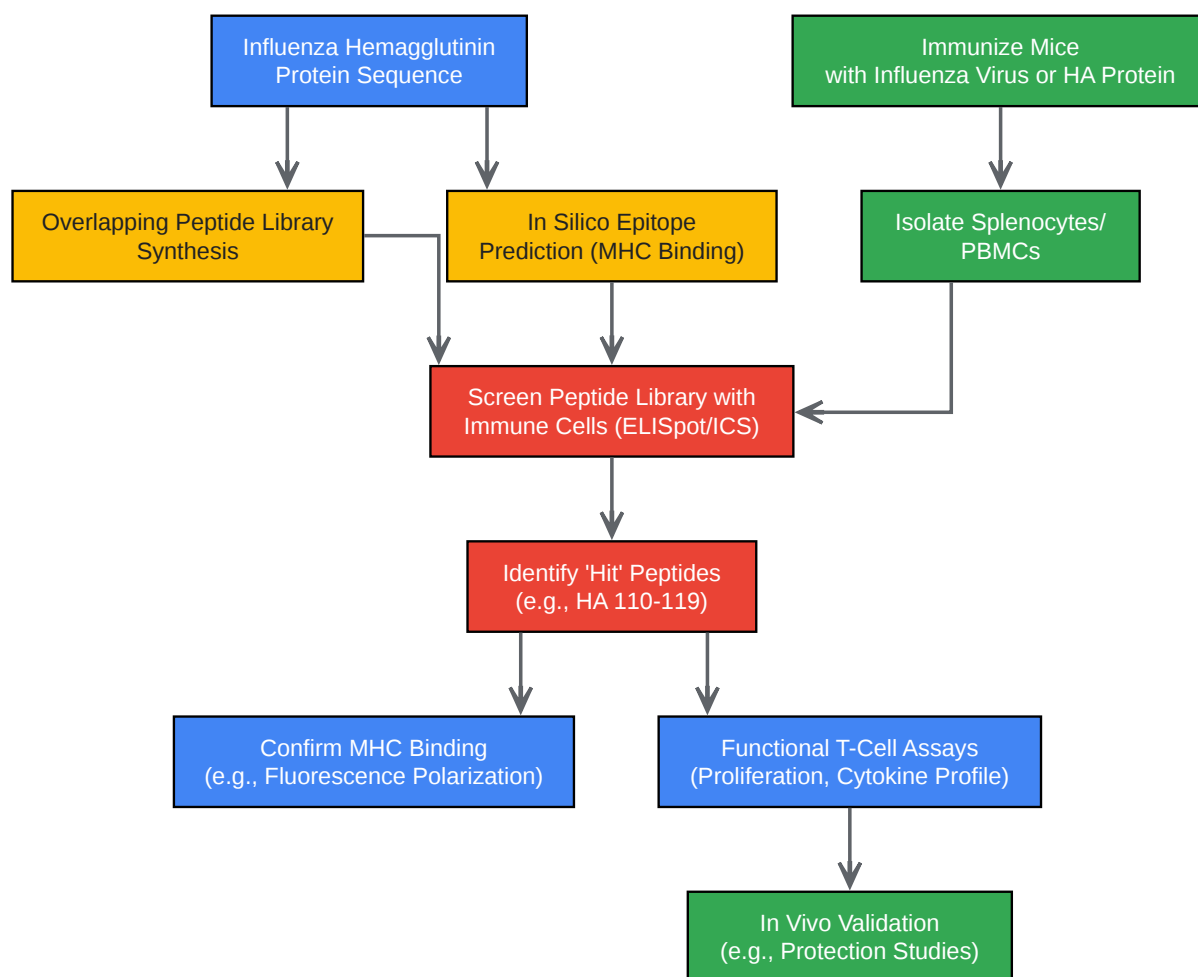 Influenza Hemagglutinin
Protein Sequence
Immunize Mice
with Influenza Virus or HA Protein
Overlapping Peptide Library
Synthesis
In Silico Epitope
Prediction (MHC Binding)
Isolate Splenocytes/
PBMCs
Screen Peptide Library with
Immune Cells (ELISpot/ICS)
Identify 'Hit' Peptides
(e.g., HA 110-119)
Confirm MHC Binding
(e.g., Fluorescence Polarization)
Functional T-Cell Assays
(Proliferation, Cytokine Profile)
In Vivo Validation
(e.g., Protection Studies)